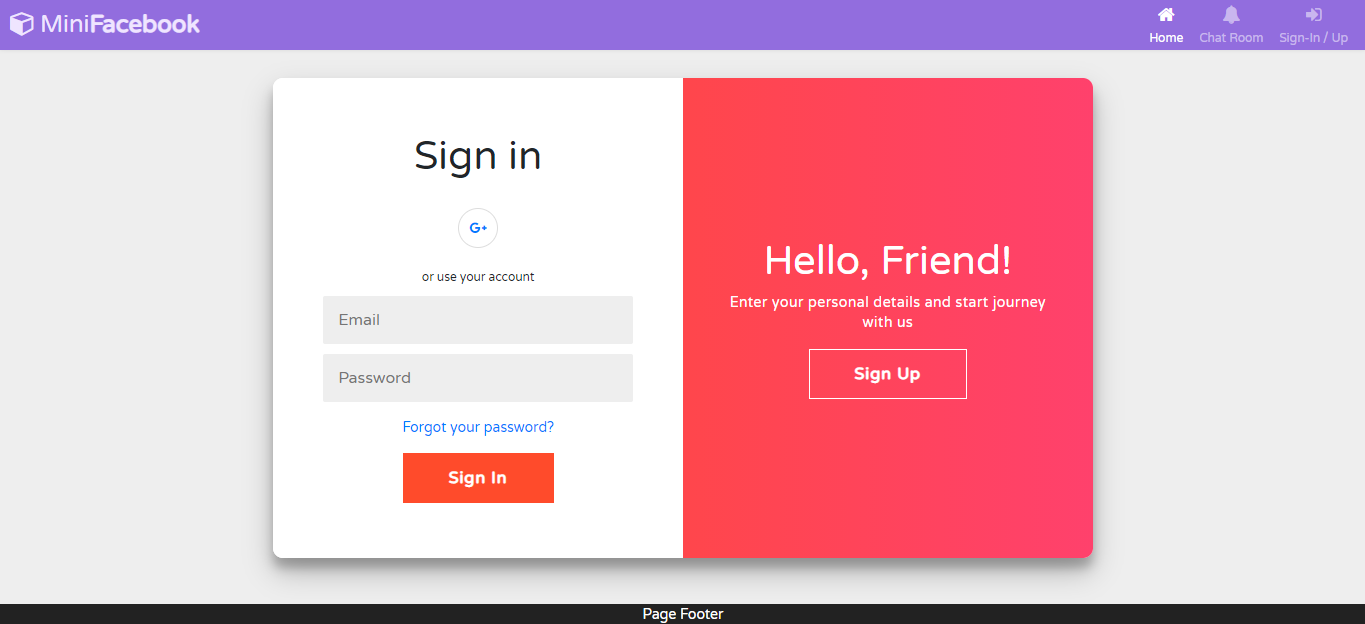 MiniFacebook
Home
Chat Room
Sign-In / Up
Sign in
G+
or use your account
Email
Password
Forgot your password?
Sign In
Hello, Friend!
Enter your personal details and start journey
with us
Sign Up
Page Footer